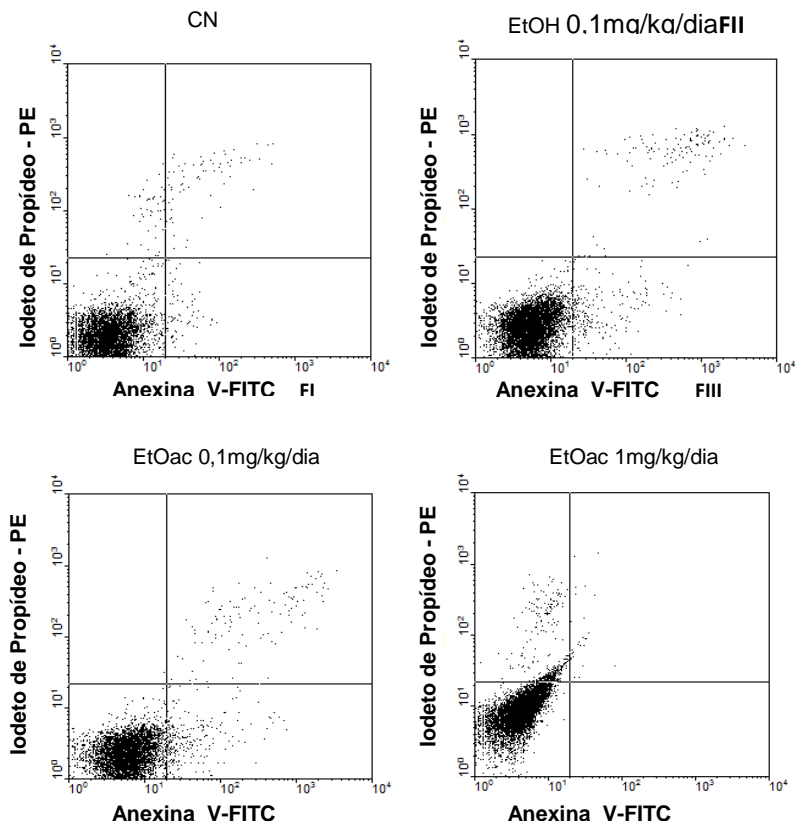 CN
EtOH 0,1mg/kg/diaFII
Iodeto de Propídeo - PE
10⁴
10³
10²
10¹
10⁰
10⁰ 10¹ 10² 10³ 10⁴
Anexina V-FITC FI
Iodeto de Propídeo - PE
10⁴
10³
10²
10¹
10⁰
10⁰ 10¹ 10² 10³ 10⁴
Anexina V-FITC FIII
EtOac 0,1mg/kg/dia
EtOac 1mg/kg/dia
Iodeto de Propídeo - PE
10⁴
10³
10²
10¹
10⁰
10⁰ 10¹ 10² 10³ 10⁴
Anexina V-FITC
Iodeto de Propídeo - PE
10⁴
10³
10²
10¹
10⁰
10⁰ 10¹ 10² 10³ 10⁴
Anexina V-FITC